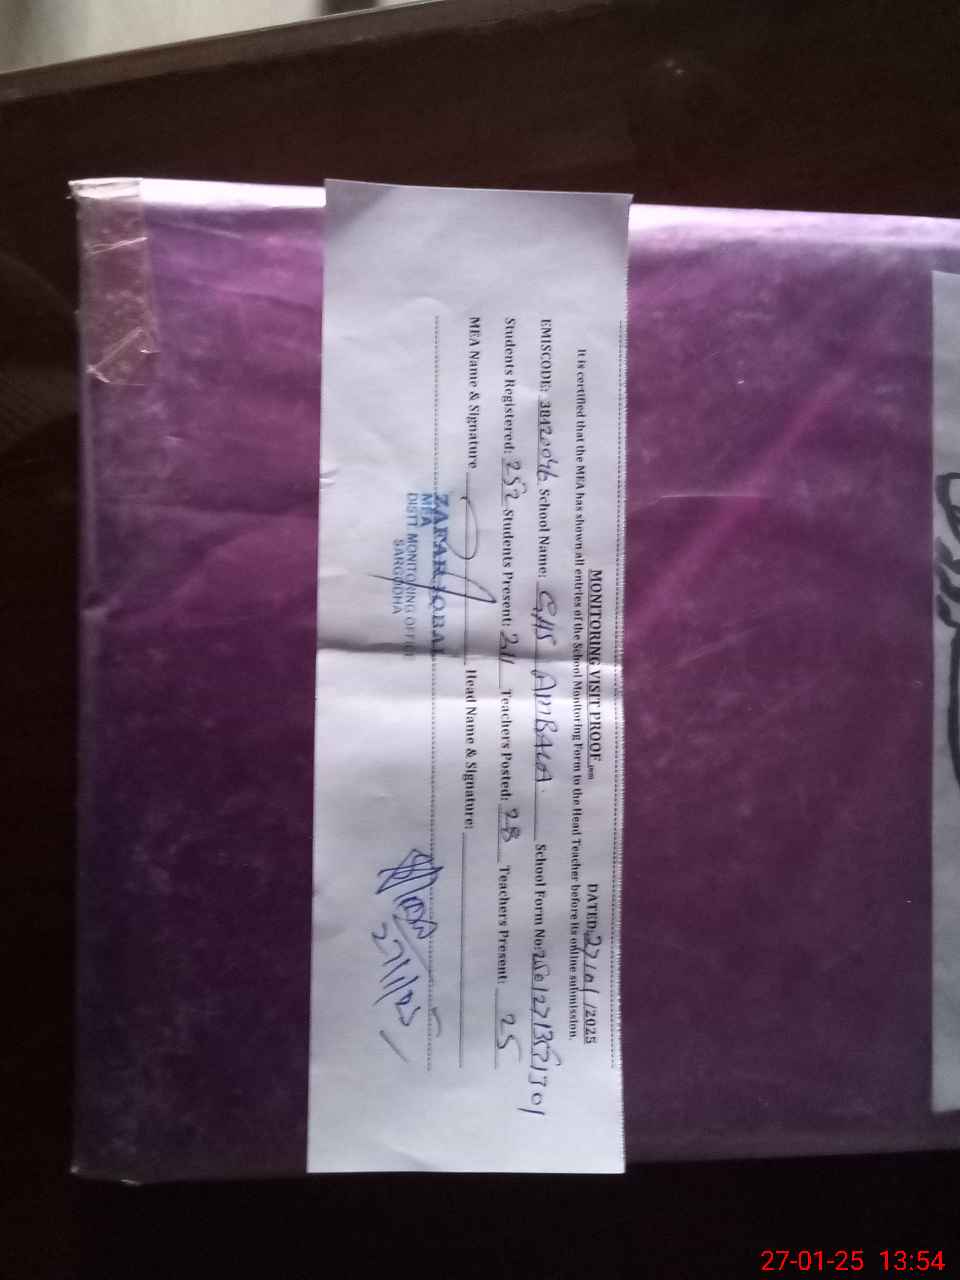 MONITORING VISIT PROOF DATED: 27/01/2025
It is certified that the MEA has shown all entries of the School Monitoring Form to the Head Teacher before its online submission.
EMISCODE: 38420046 School Name: GHS AMBALA School Form No:
Students Registered: 252 Students Present: 211 Teachers Posted: 28 Teachers Present: 25
MEA Name & Signature Head Name & Signature:
ZAFAR IQBAL
MEA
DISTT MONITORING OFFICE
SARGODHA
27/1/25
27-01-25 13:54